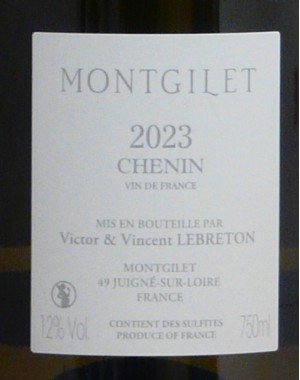 MONTGILET
2023
CHENIN
VIN DE FRANCE
MIS EN BOUTEILLE PAR
Victor & Vincent LEBRETON
MONTGILET
49 JUIGNÉ-SUR-LOIRE
FRANCE
12% Vol. CONTIENT DES SULFITES 750ml
PRODUCE OF FRANCE